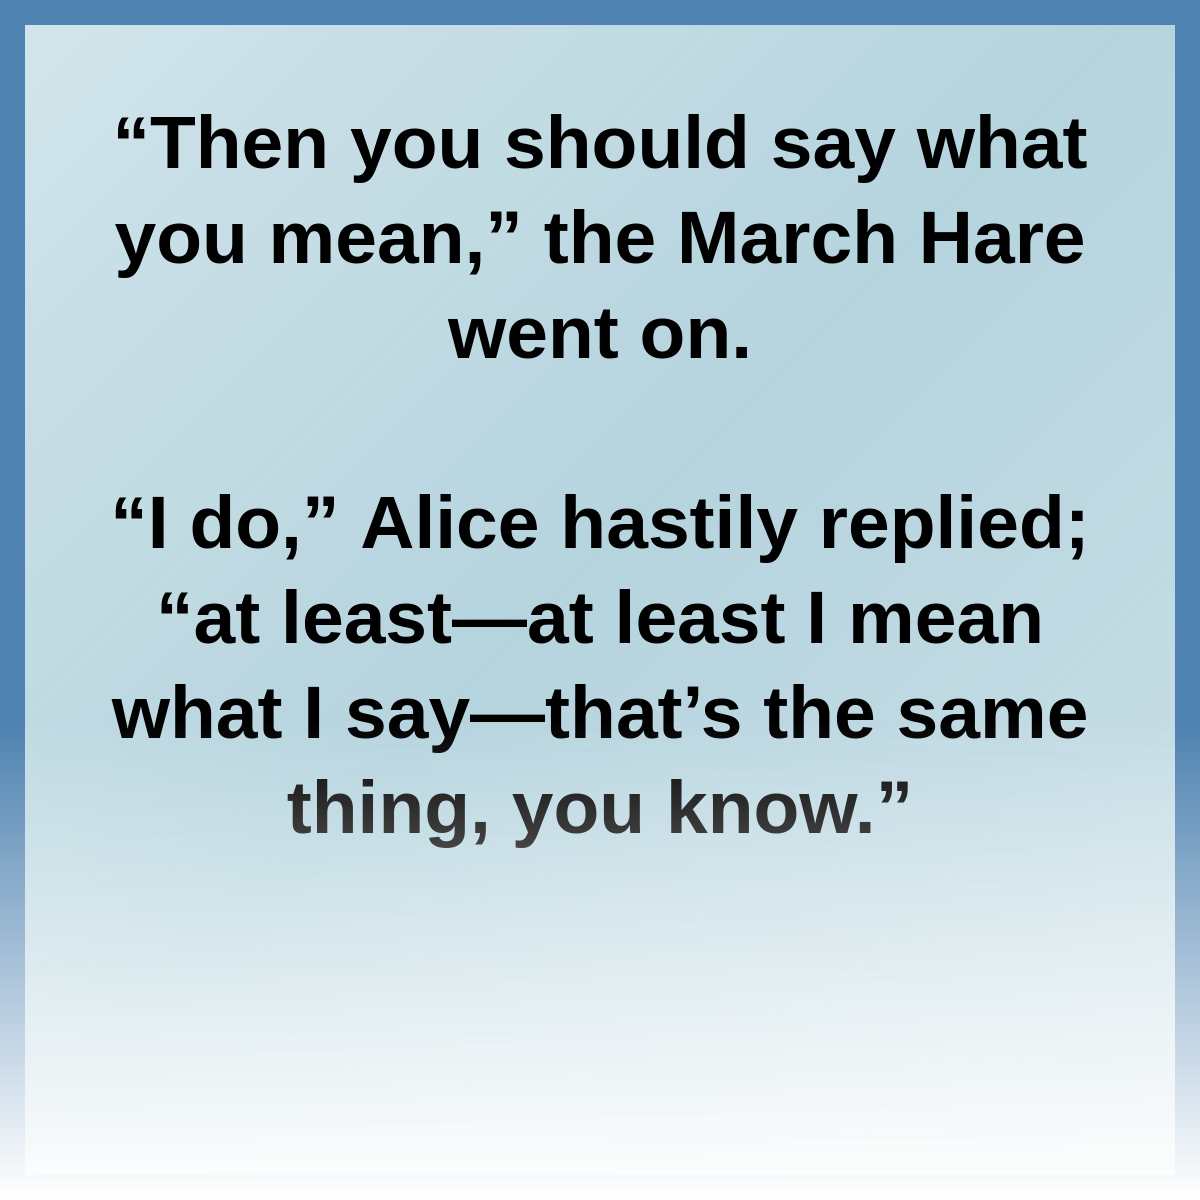 “Then you should say what
you mean,” the March Hare
went on.
“I do,” Alice hastily replied;
“at least—at least I mean
what I say—that’s the same
thing, you know.”